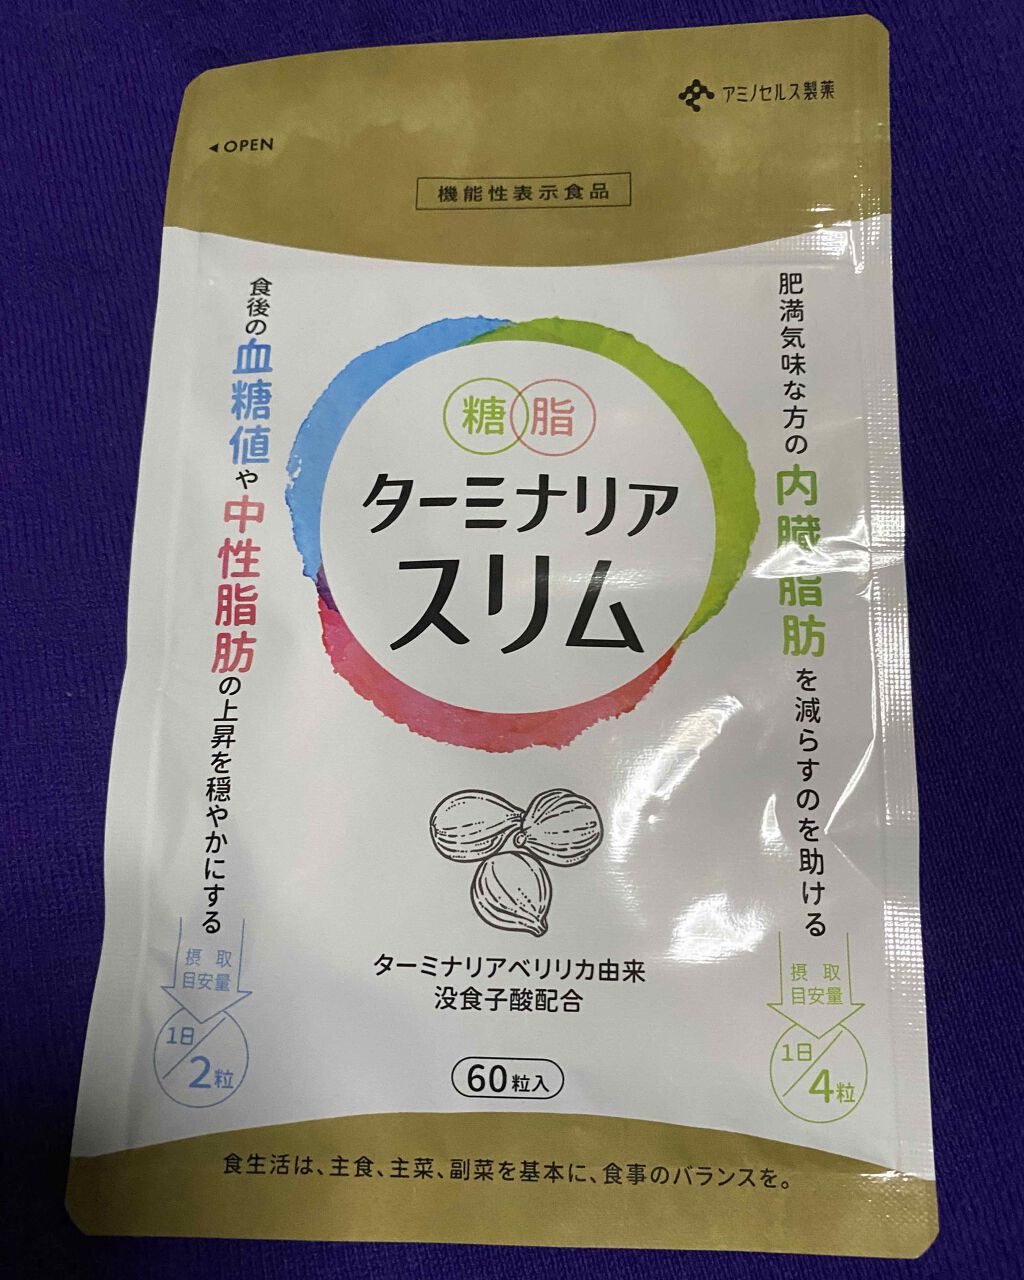 アミノセルス製薬
◀OPEN
機能性表示食品
肥満気味な方の内臓脂肪を減らすのを助ける
摂取
目安量
1日/4粒
糖脂
ターミナリア
スリム
食後の血糖値や中性脂肪の上昇を穏やかにする
摂取
目安量
1日/2粒
ターミナリアベリリカ由来
没食子酸配合
60粒入
食生活は、主食、主菜、副菜を基本に、食事のバランスを。